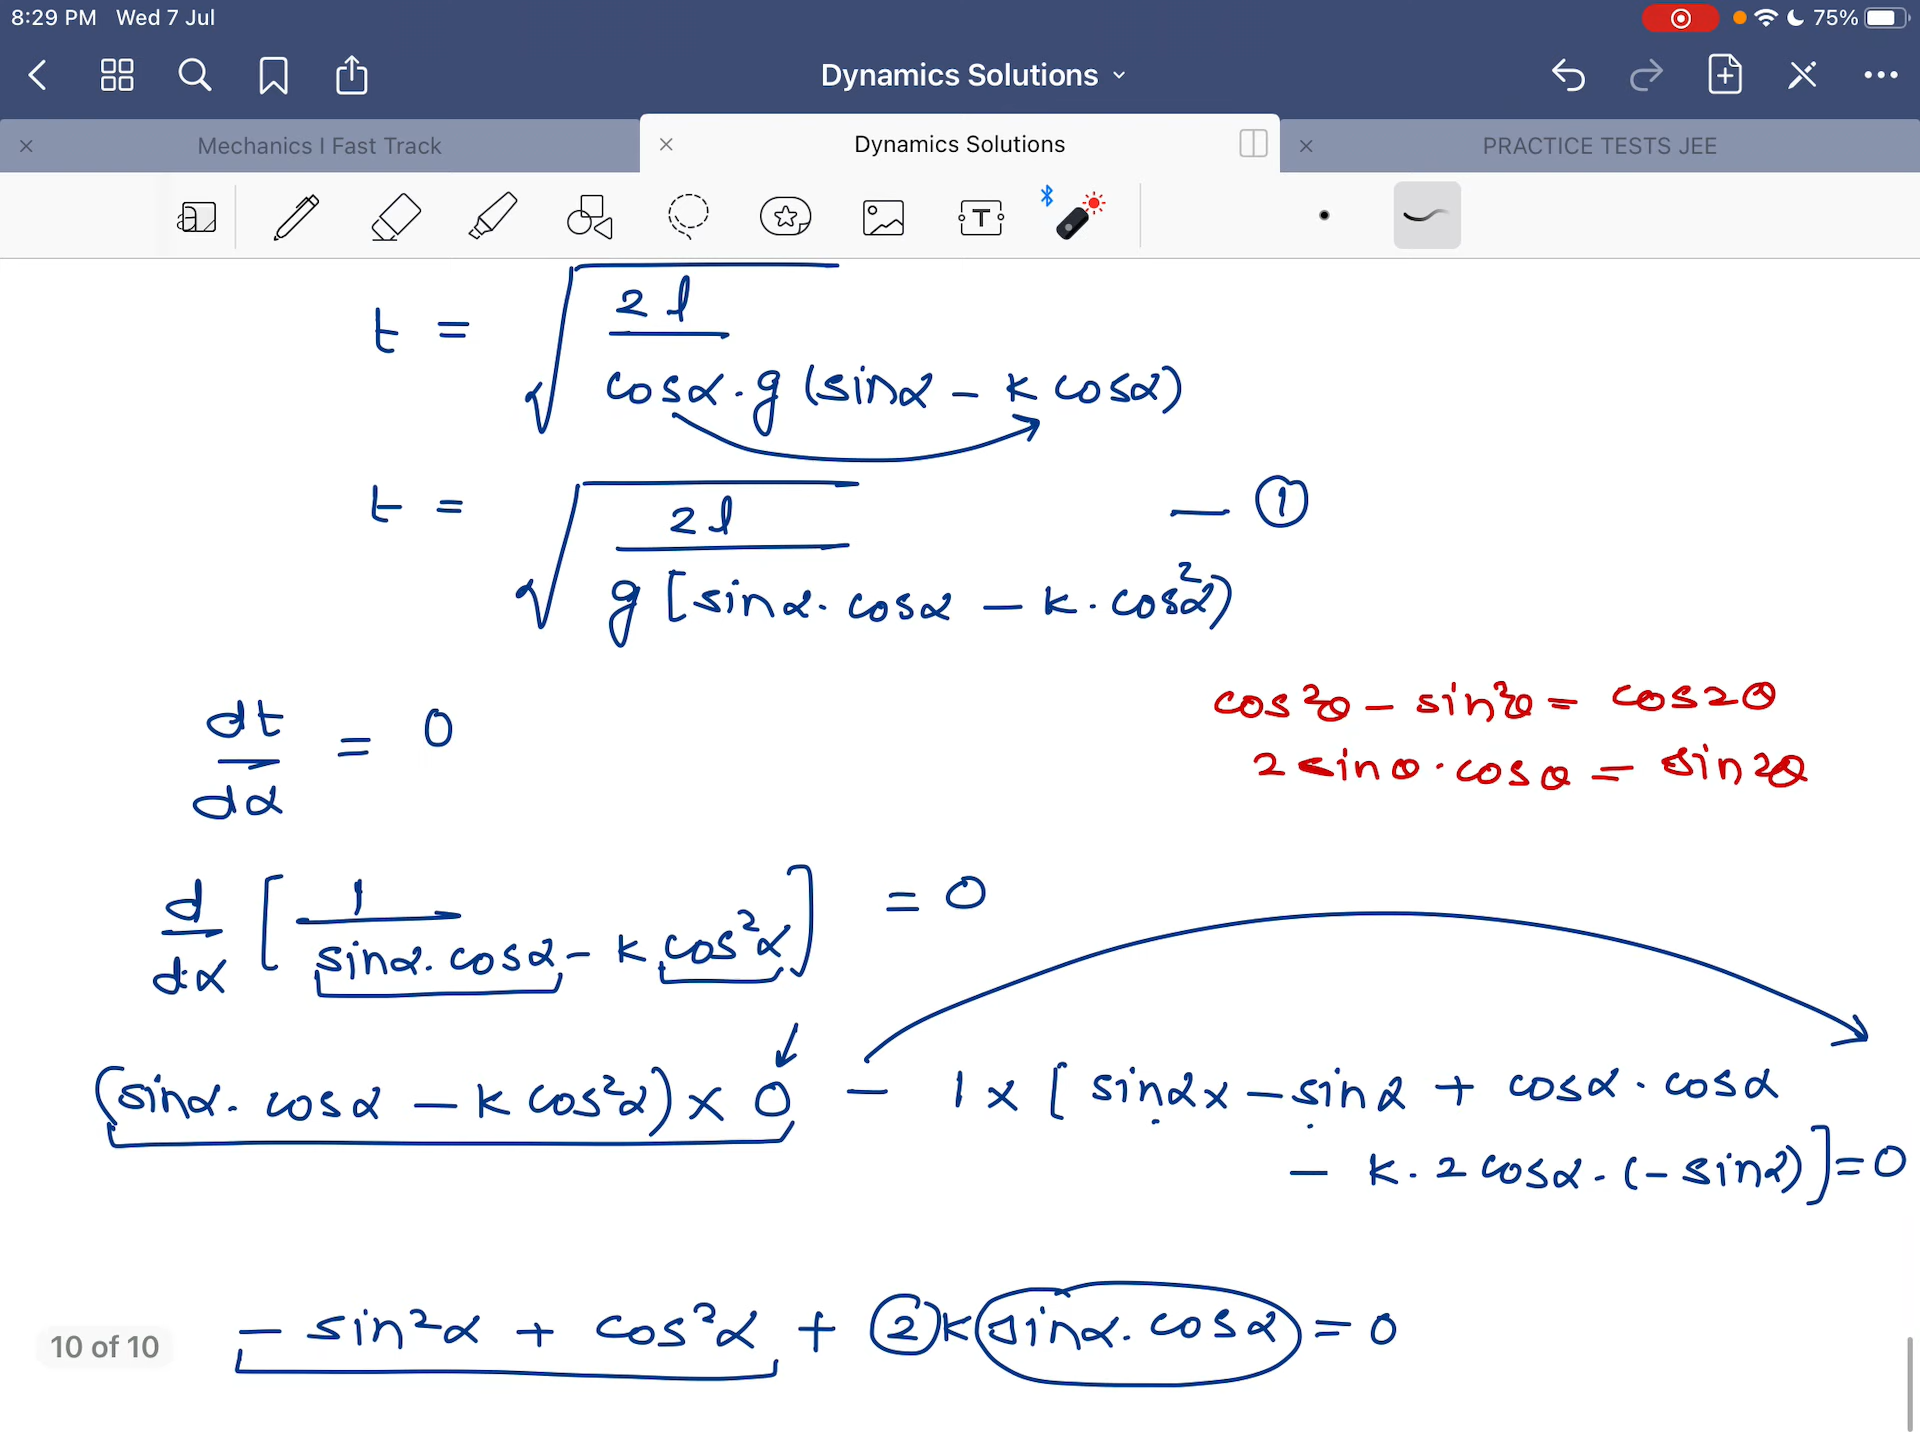 8:29 PM Wed 7 Jul 75%
Dynamics Solutions
Mechanics I Fast Track Dynamics Solutions PRACTICE TESTS JEE
t = √(2l / cosα·g (sinα − k cosα))
t = √(2l / g [sinα·cosα − k·cos²α)) — ①
cos²θ − sin²θ = cos2θ
2 sinθ·cosθ = sin2θ
dt/dα = 0
d/dα [1 / sinα·cosα − k cos²α] = 0
(sinα·cosα − k cos²α) × 0 − 1 × [sinα × − sinα + cosα·cosα
− k·2cosα·(−sinα)] = 0
− sin²α + cos²α + 2k sinα·cosα = 0
10 of 10